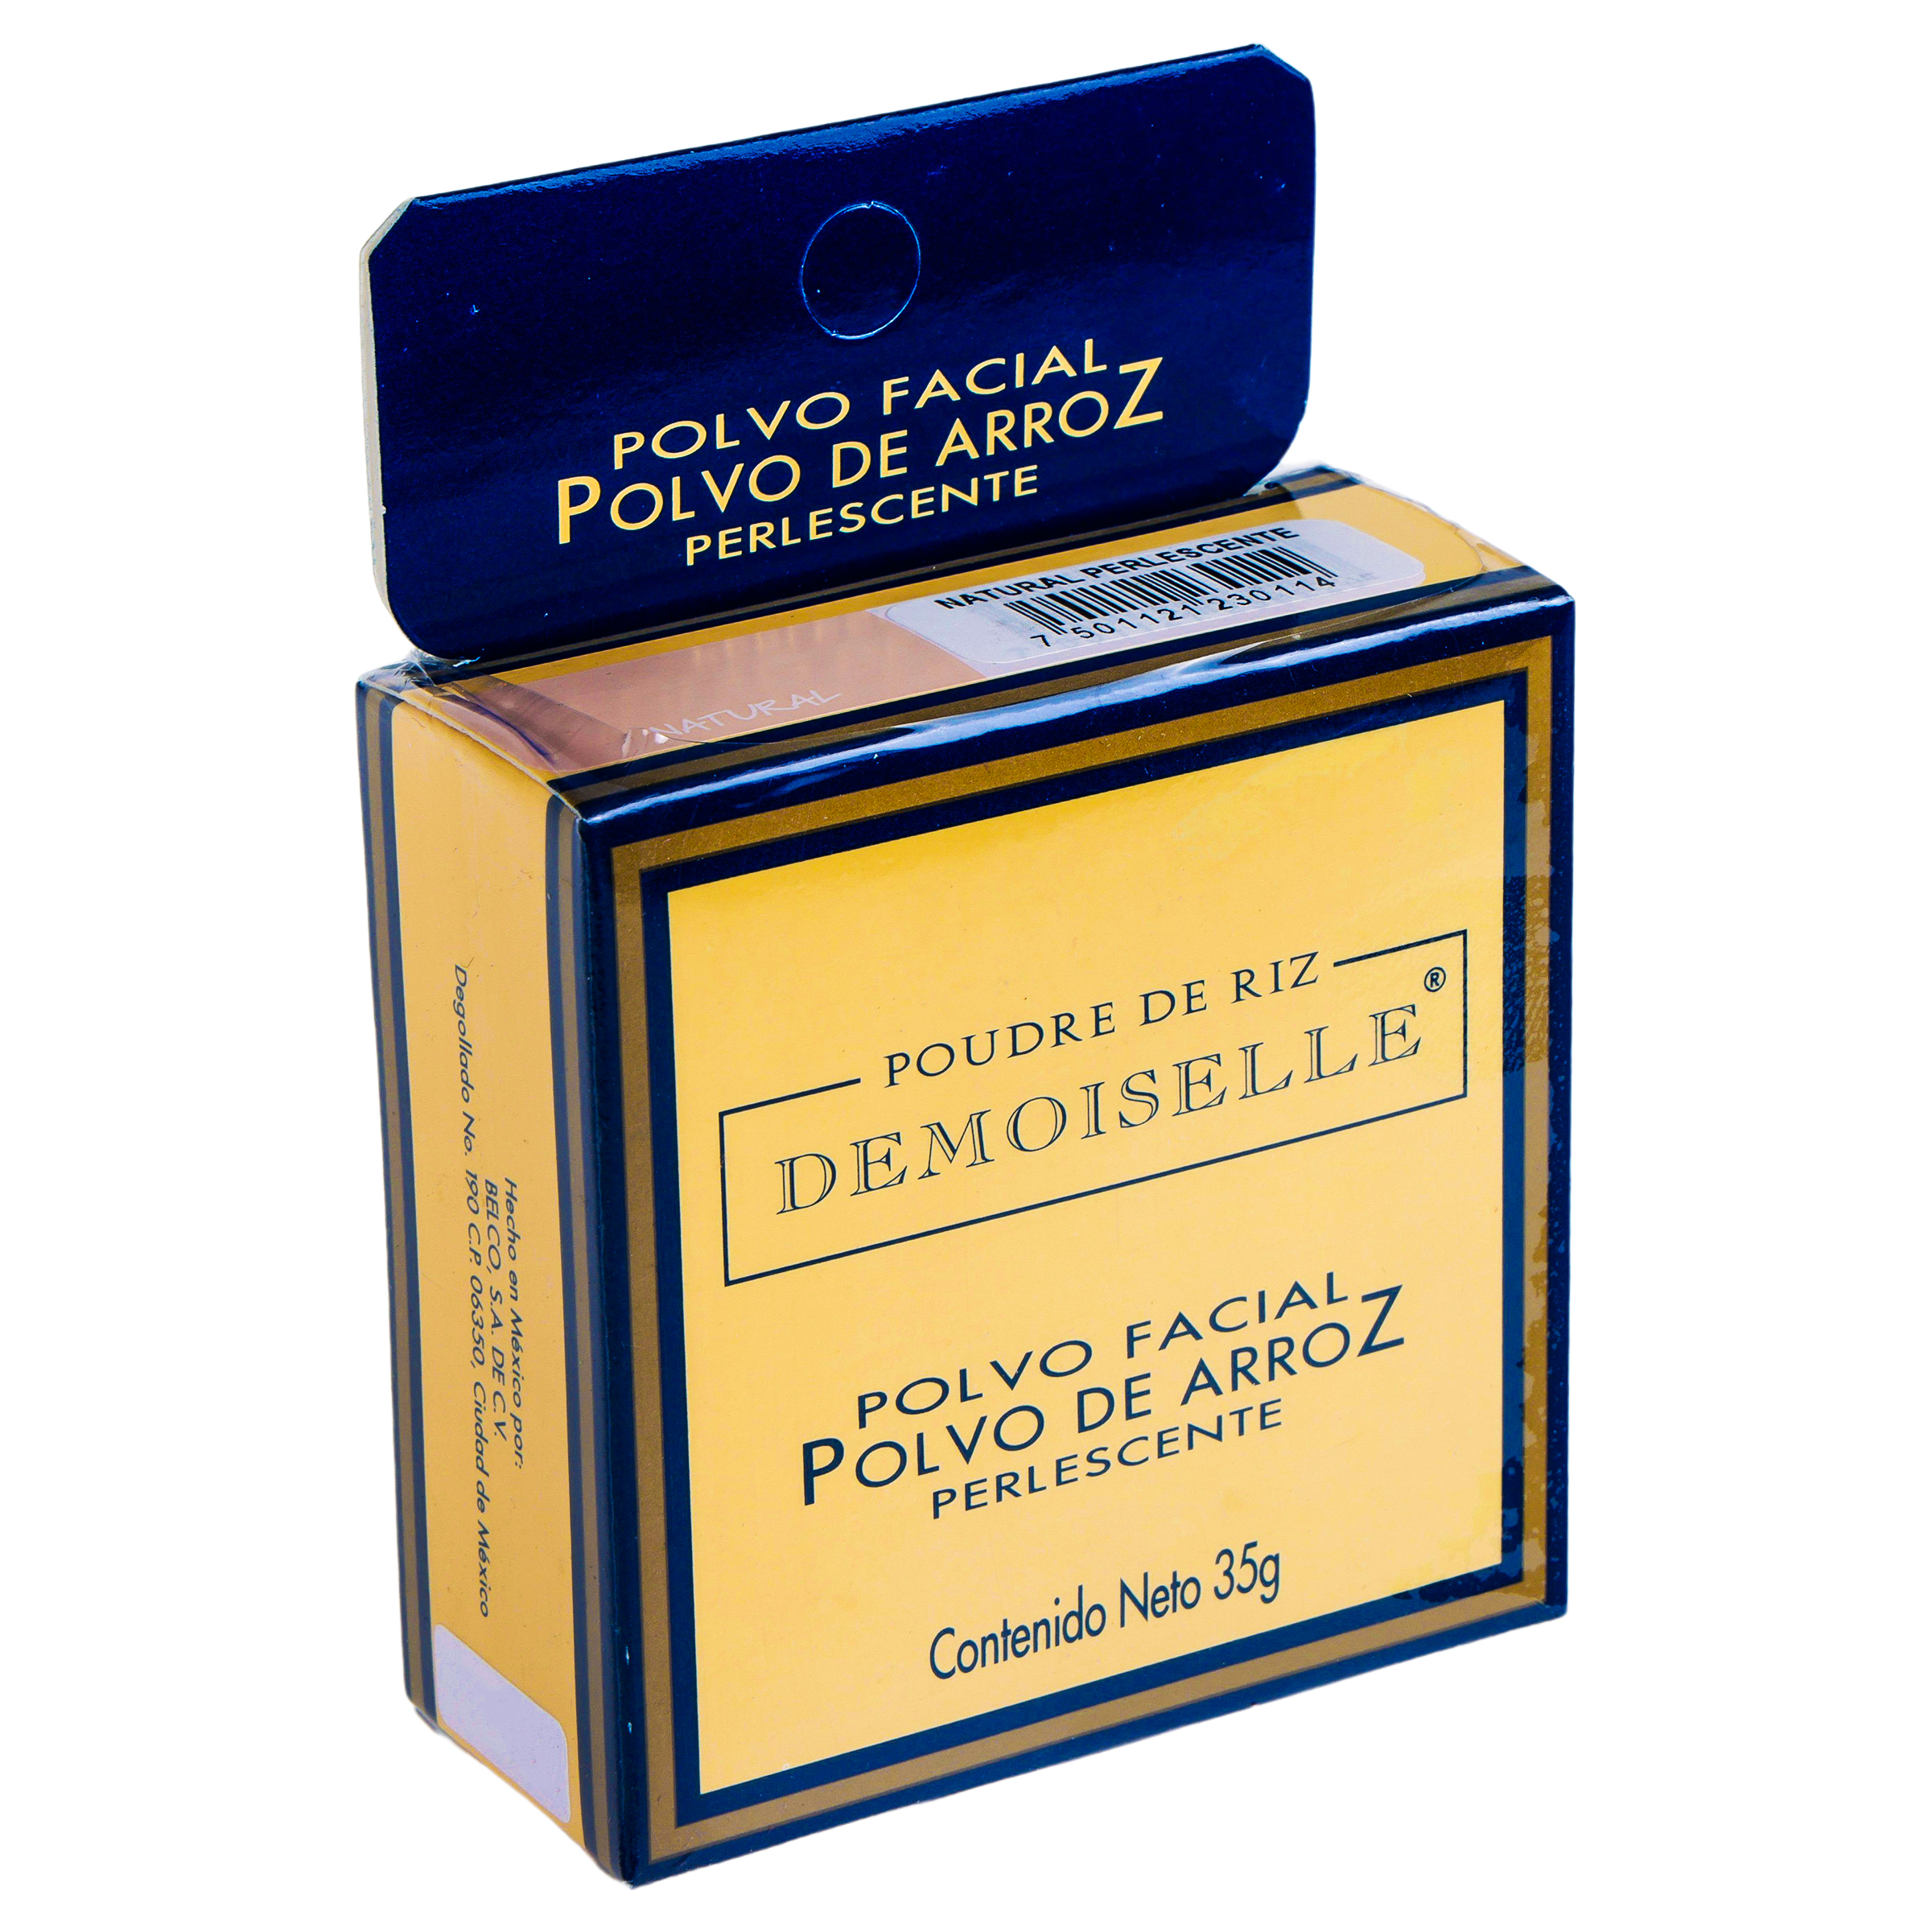 POLVO FACIAL
POLVO DE ARROZ
PERLESCENTE
NATURAL PERLESCENTE
7 501121 230114
NATURAL
POUDRE DE RIZ
DEMOISELLE®
POLVO FACIAL
POLVO DE ARROZ
PERLESCENTE
Contenido Neto 35g
Hecho en México por:
BELCO, S.A. DE C.V.
Degollado No. 190 C.P. 06350, Ciudad de México